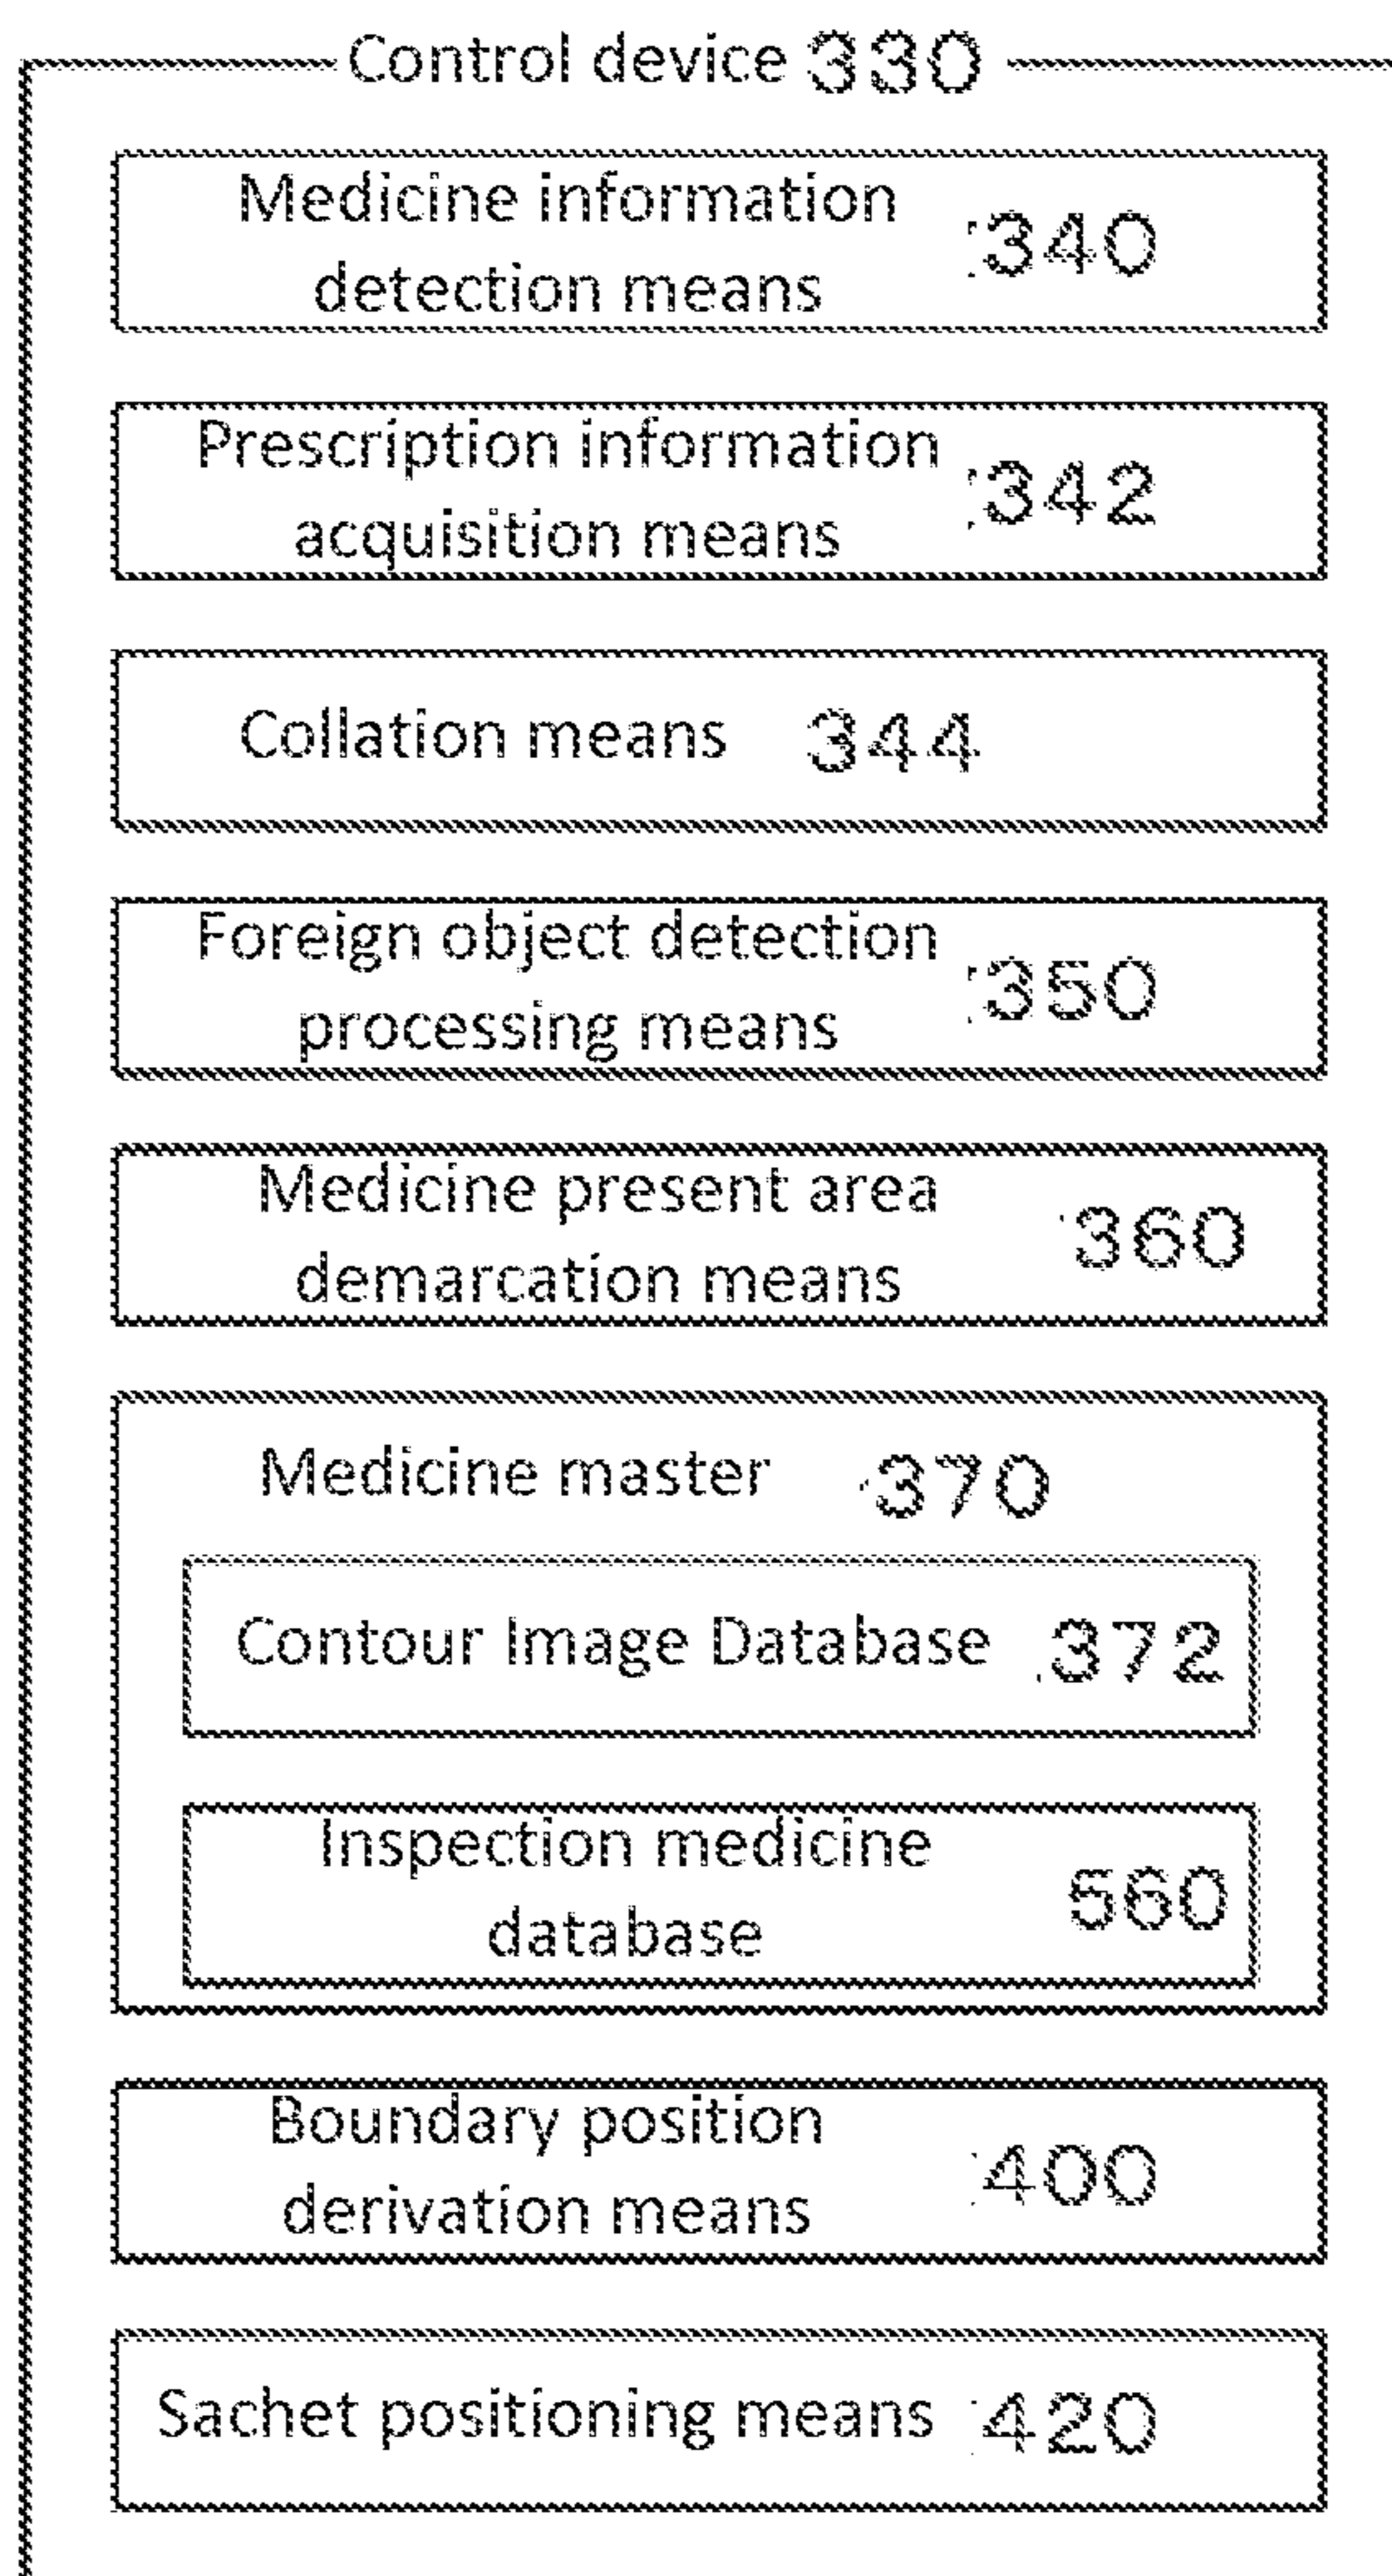 Control device 330
Medicine information
detection means 340
Prescription information
acquisition means 342
Collation means 344
Foreign object detection
processing means 350
Medicine present area
demarcation means 360
Medicine master 370
Contour Image Database 372
Inspection medicine
database 560
Boundary position
derivation means 400
Sachet positioning means 420